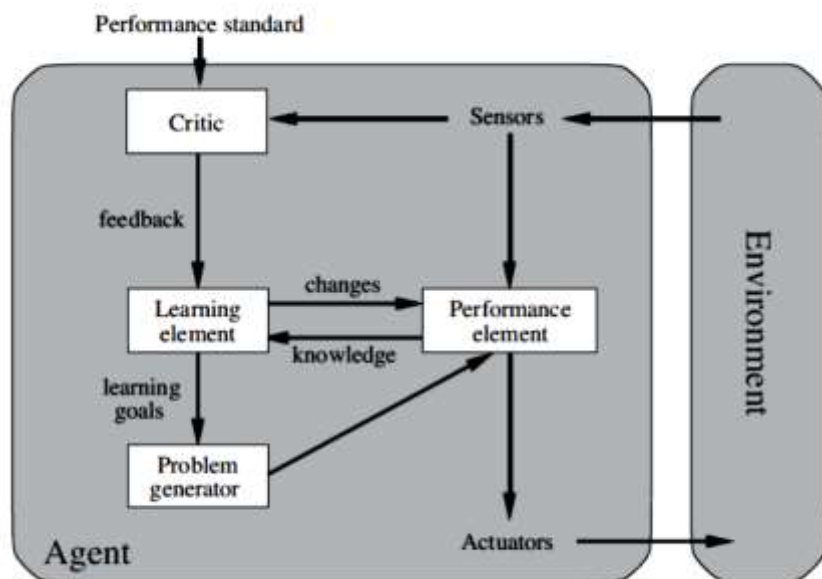 Performance standard
Critic
Sensors
feedback
changes
Learning
element
Performance
element
knowledge
learning
goals
Problem
generator
Agent
Actuators
Environment